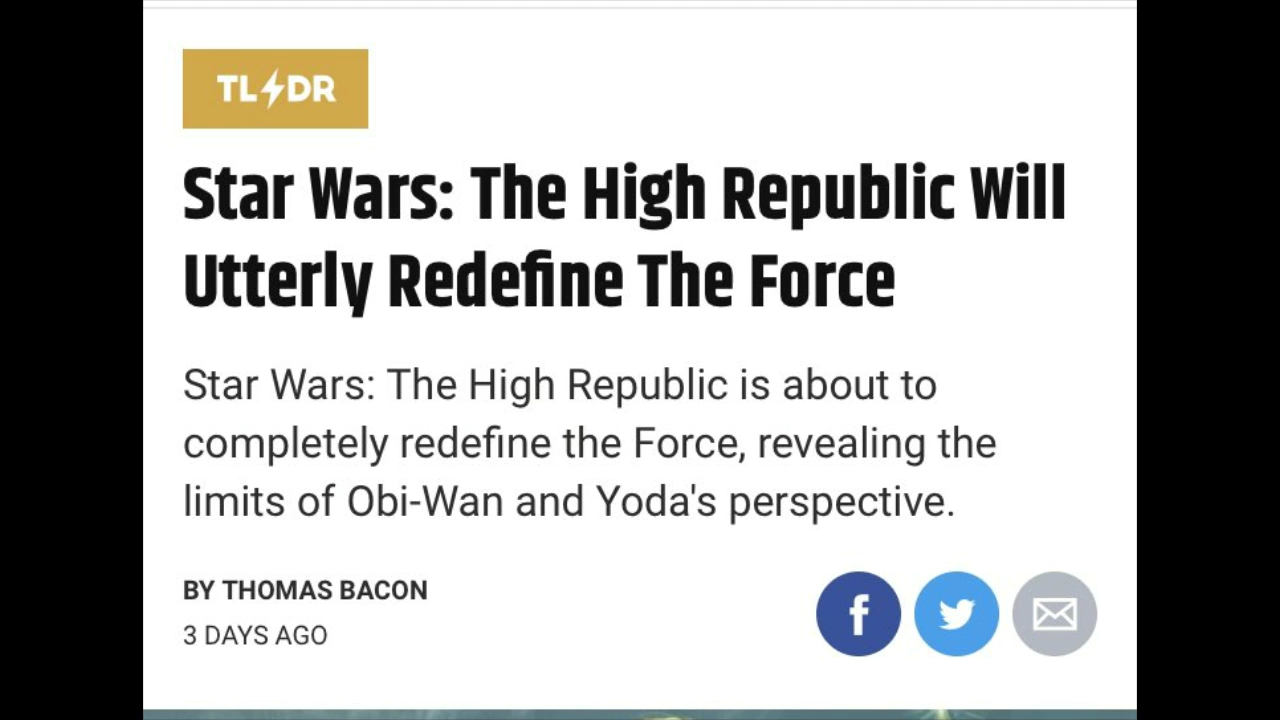 TL DR
Star Wars: The High Republic Will
Utterly Redefine The Force
Star Wars: The High Republic is about to
completely redefine the Force, revealing the
limits of Obi-Wan and Yoda's perspective.
BY THOMAS BACON
3 DAYS AGO